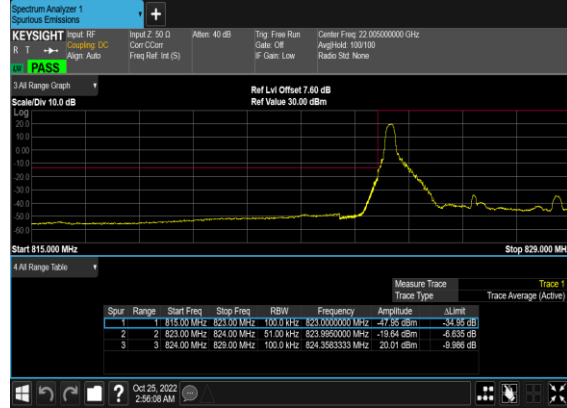 Spectrum Analyzer 1
Spurious Emissions
KEYSIGHT Input: RF Input Z: 50 Ω Atten: 40 dB Trig: Free Run Center Freq: 22.005000000 GHz
R T Coupling: DC Corr CCorr Gate: Off Avg|Hold: 100/100
Align: Auto Freq Ref: Int (S) IF Gain: Low Radio Std: None
PASS
3 All Range Graph Ref Lvl Offset 7.60 dB
Scale/Div 10.0 dB Ref Value 30.00 dBm
Log
20.0
10.0
0.00
-10.0
-20.0
-30.0
-40.0
-50.0
-60.0
Start 815.000 MHz Stop 829.000 MH
4 All Range Table
Measure Trace Trace 1
Trace Type Trace Average (Active)
Spur Range Start Freq Stop Freq RBW Frequency Amplitude ΔLimit
1 1 815.00 MHz 823.00 MHz 100.0 kHz 823.0000000 MHz -47.95 dBm -34.95 dB
2 2 823.00 MHz 824.00 MHz 51.00 kHz 823.9950000 MHz -19.64 dBm -6.635 dB
3 3 824.00 MHz 829.00 MHz 100.0 kHz 824.3583333 MHz 20.01 dBm -9.986 dB
Oct 25, 2022
2:56:08 AM